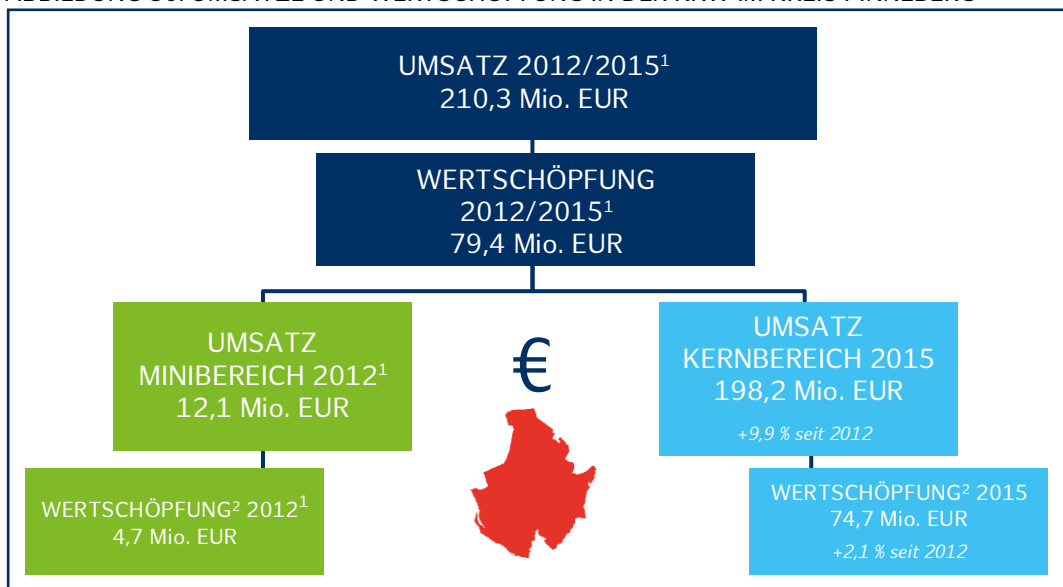 UMSATZ 2012/2015¹
210,3 Mio. EUR
WERTSCHÖPFUNG
2012/2015¹
79,4 Mio. EUR
UMSATZ
MINIBEREICH 2012¹
12,1 Mio. EUR
€
UMSATZ
KERNBEREICH 2015
198,2 Mio. EUR
+9,9 % seit 2012
WERTSCHÖPFUNG² 2012¹
4,7 Mio. EUR
WERTSCHÖPFUNG² 2015
74,7 Mio. EUR
+2,1 % seit 2012